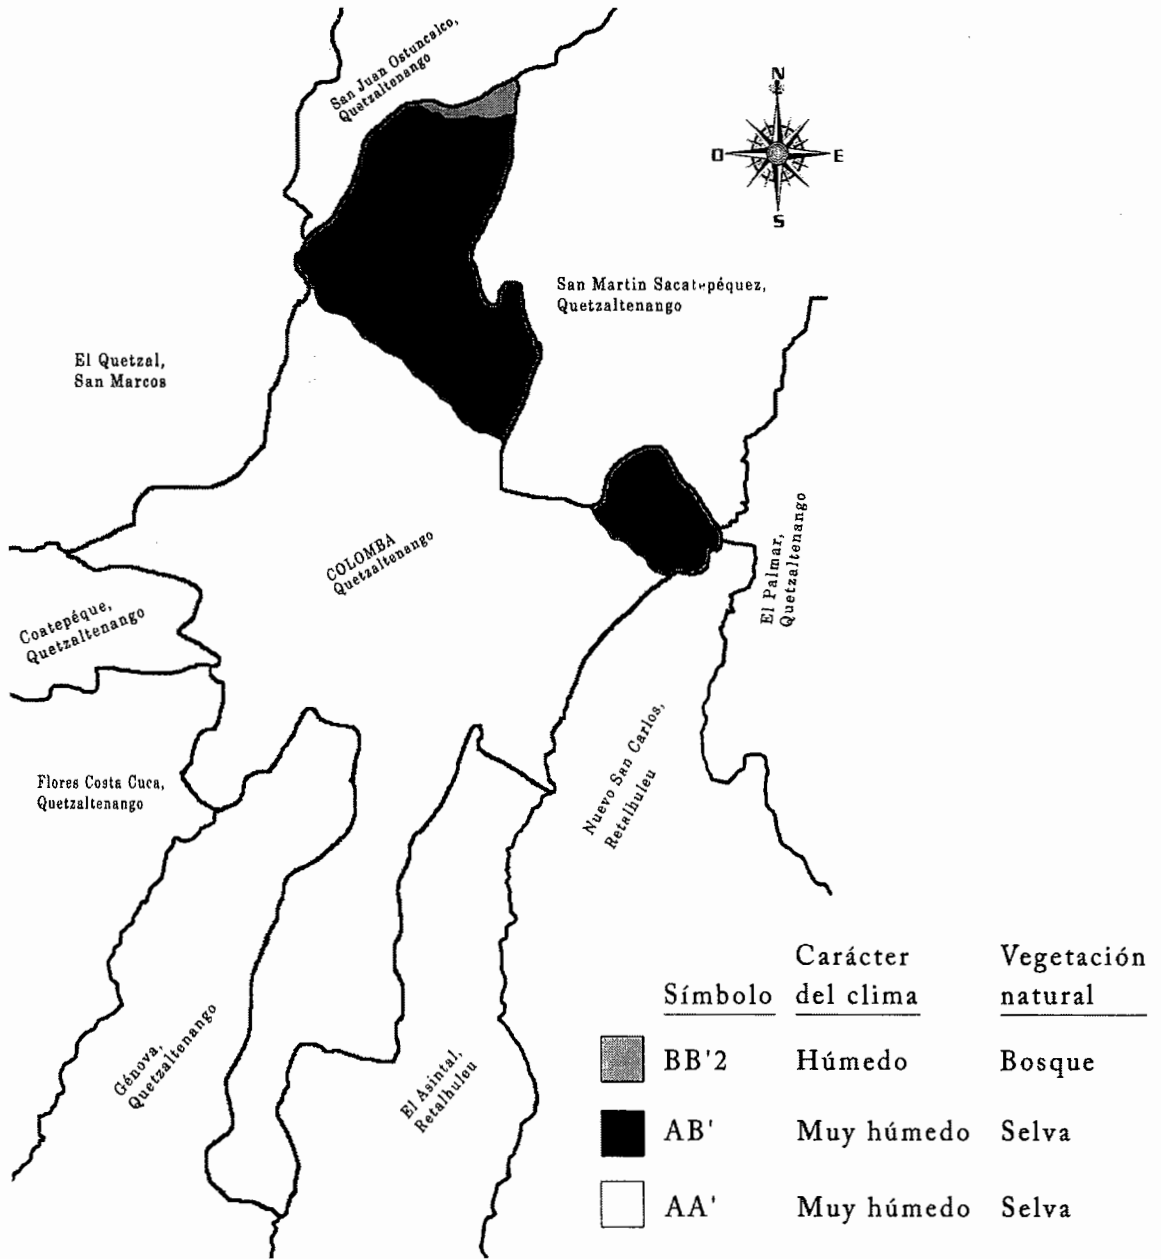 San Juan Ostuncalco,
Quetzaltenango
N
O
E
S
San Martin Sacatepéquez,
Quetzaltenango
El Quetzal,
San Marcos
COLOMBA
Quetzaltenango
El Palmar,
Quetzaltenango
Coatepéque,
Quetzaltenango
Flores Costa Cuca,
Quetzaltenango
Nuevo San Carlos,
Retalhuleu
Génova,
Quetzaltenango
El Asintal,
Retalhuleu
Símbolo
Carácter
del clima
Vegetación
natural
BB'2 Húmedo Bosque
AB' Muy húmedo Selva
AA' Muy húmedo Selva